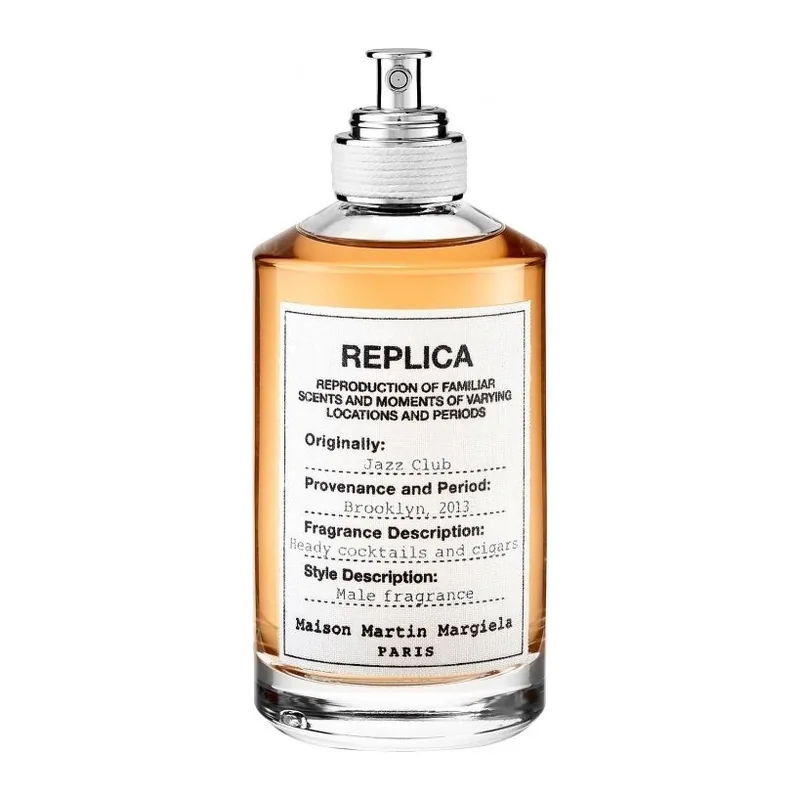 REPLICA
REPRODUCTION OF FAMILIAR
SCENTS AND MOMENTS OF VARYING
LOCATIONS AND PERIODS
Originally:
Jazz Club
Provenance and Period:
Brooklyn, 2013
Fragrance Description:
Heady cocktails and cigars
Style Description:
Male fragrance
Maison Martin Margiela
PARIS